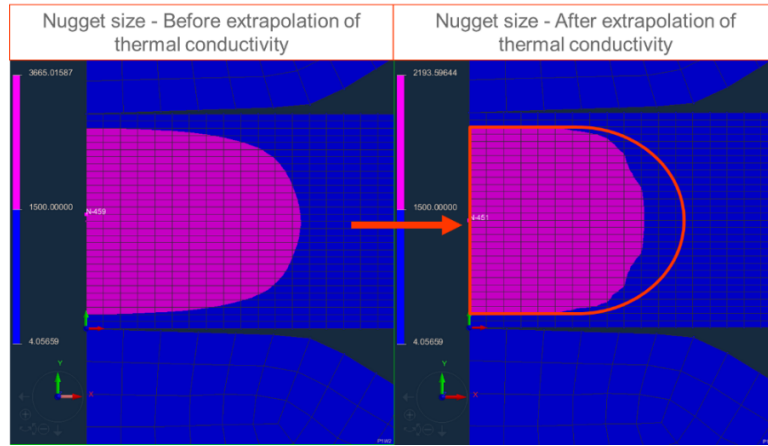 Nugget size - Before extrapolation of
thermal conductivity
Nugget size - After extrapolation of
thermal conductivity
3665.01587
1500.00000
4.05659
N-459
Y
X
2193.59644
1500.00000
4.05659
N-451
Y
X